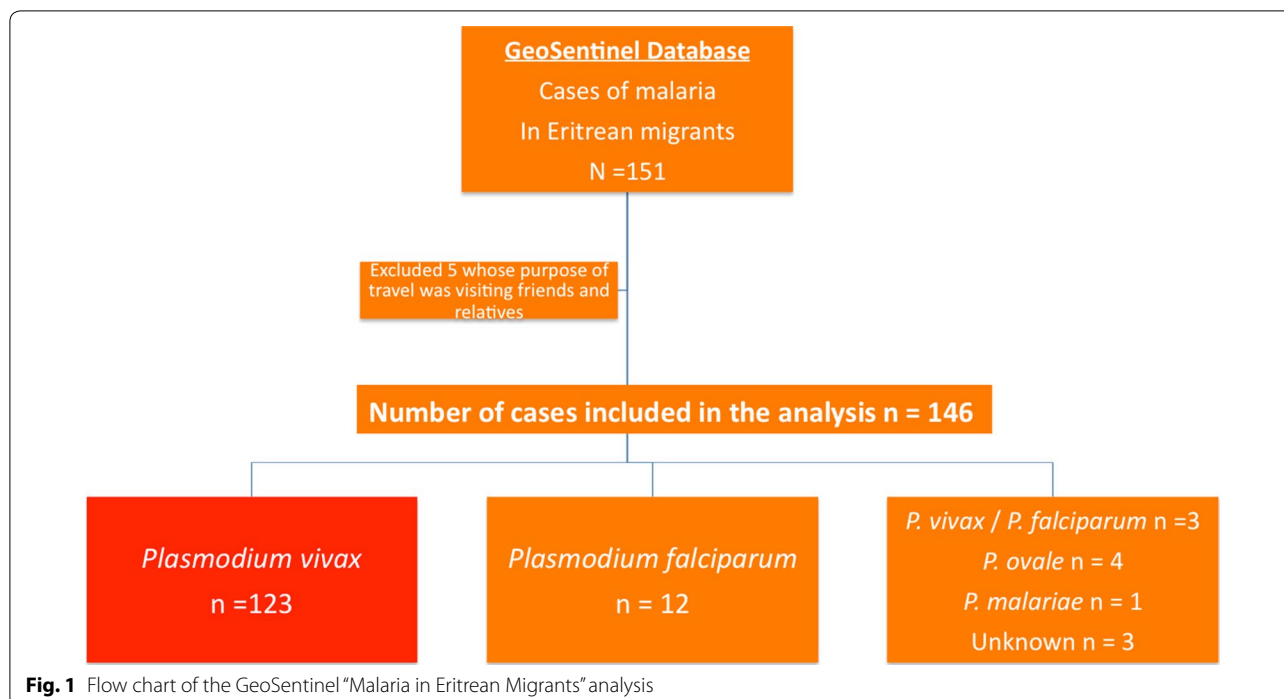 GeoSentinel Database
Cases of malaria
In Eritrean migrants
N =151
Excluded 5 whose purpose of
travel was visiting friends and
relatives
Number of cases included in the analysis n = 146
Plasmodium vivax
n =123
Plasmodium falciparum
n = 12
P. vivax / P. falciparum n =3
P. ovale n = 4
P. malariae n = 1
Unknown n = 3
Fig. 1 Flow chart of the GeoSentinel “Malaria in Eritrean Migrants” analysis